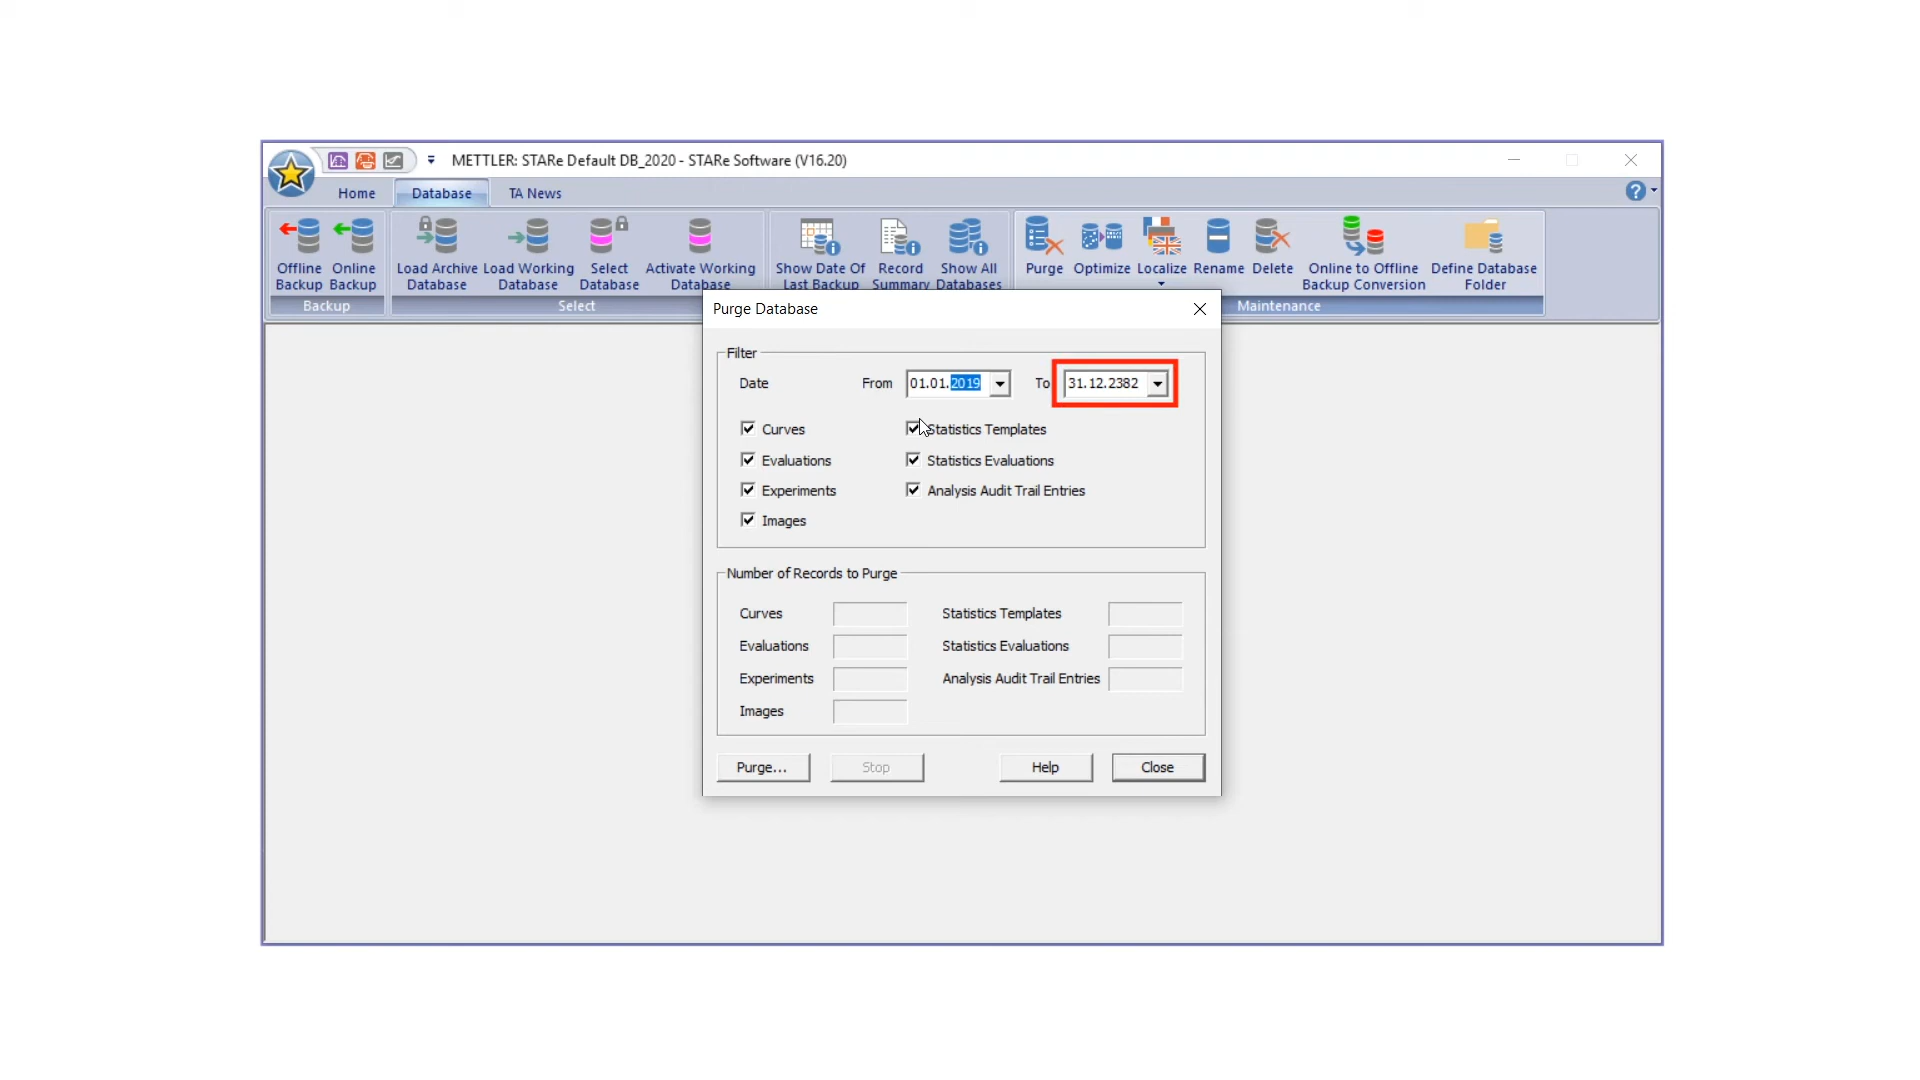 METTLER: STARe Default DB_2020 - STARe Software (V16.20)
Home Database TA News
Offline Backup
Online Backup
Load Archive Database
Load Working Database
Select Database
Activate Working Database
Show Date Of Last Backup
Record Summary
Show All Databases
Purge
Optimize
Localize
Rename
Delete
Online to Offline Backup Conversion
Define Database Folder
Backup
Select
Maintenance
Purge Database
Filter
Date From 01.01.2019 To 31.12.2382
Curves Statistics Templates
Evaluations Statistics Evaluations
Experiments Analysis Audit Trail Entries
Images
Number of Records to Purge
Curves Statistics Templates
Evaluations Statistics Evaluations
Experiments Analysis Audit Trail Entries
Images
Purge... Stop Help Close